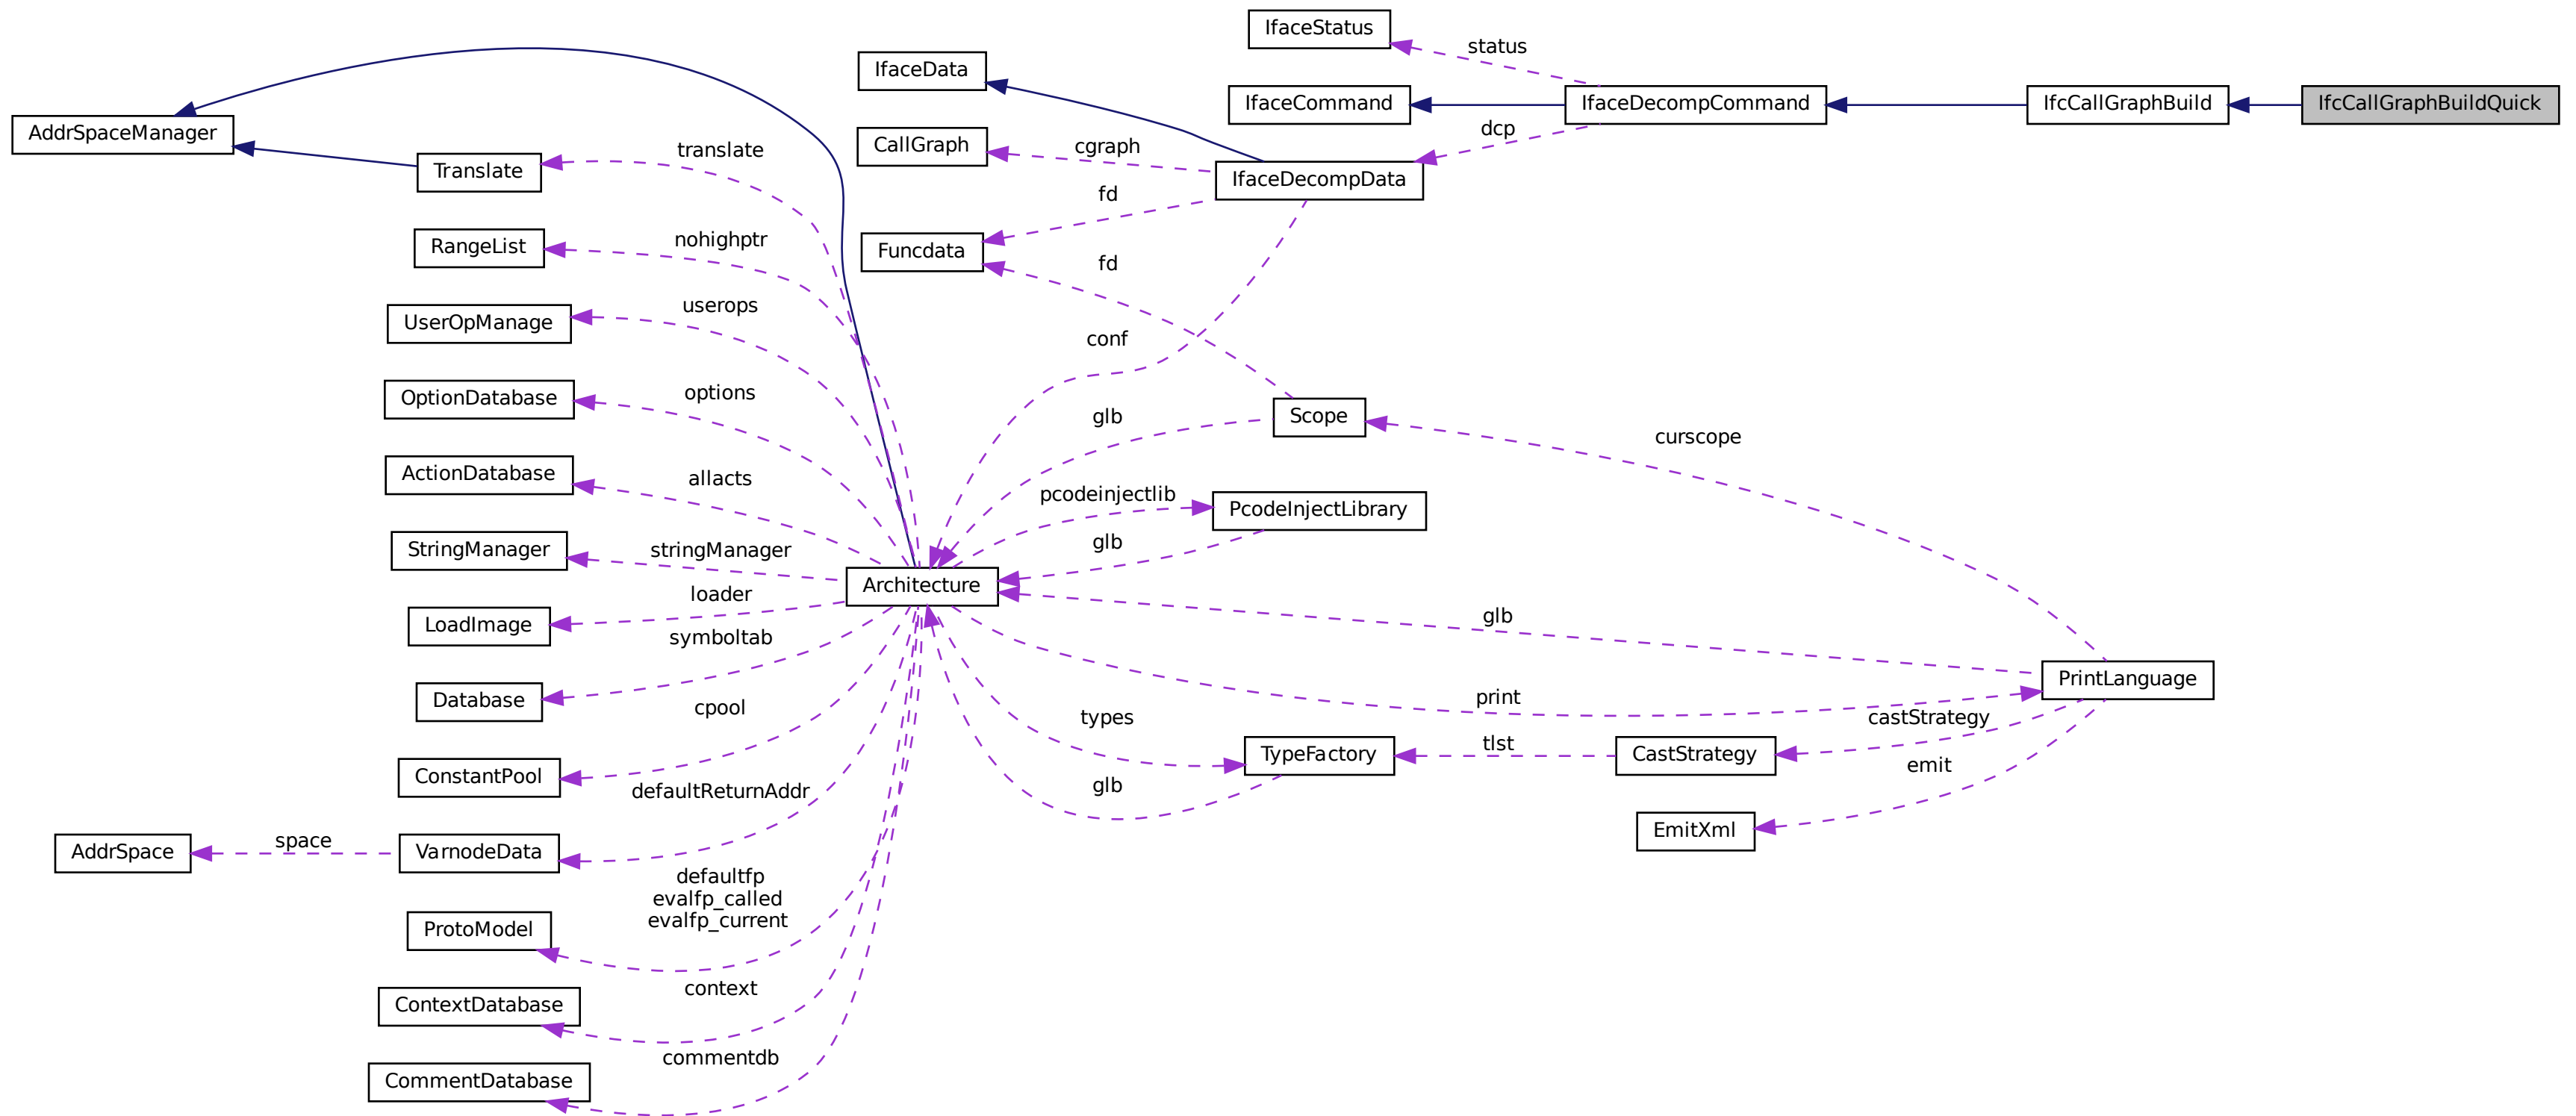 IfaceStatus
status
IfaceData
IfaceCommand
IfaceDecompCommand
IfcCallGraphBuild
IfcCallGraphBuildQuick
AddrSpaceManager
dcp
CallGraph
cgraph
translate
Translate
IfaceDecompData
fd
nohighptr
RangeList
Funcdata
fd
userops
UserOpManage
conf
options
OptionDatabase
glb
Scope
curscope
allacts
ActionDatabase
pcodeinjectlib
PcodeInjectLibrary
stringManager
StringManager
glb
Architecture
loader
LoadImage
glb
symboltab
PrintLanguage
Database
print
cpool
types
castStrategy
tlst
TypeFactory
CastStrategy
ConstantPool
emit
glb
defaultReturnAddr
EmitXml
space
AddrSpace
VarnodeData
defaultfp
evalfp_called
evalfp_current
ProtoModel
context
ContextDatabase
commentdb
CommentDatabase